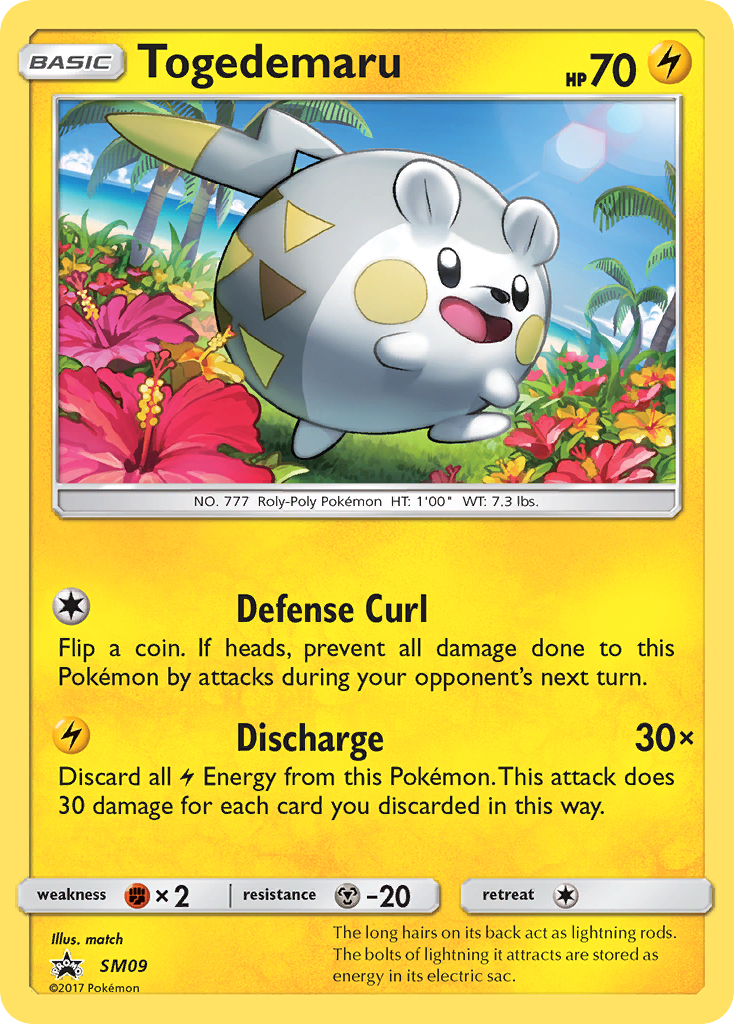 BASIC Togedemaru HP 70
NO. 777 Roly-Poly Pokémon HT: 1'00" WT: 7.3 lbs.
Defense Curl
Flip a coin. If heads, prevent all damage done to this
Pokémon by attacks during your opponent's next turn.
Discharge 30×
Discard all Energy from this Pokémon. This attack does
30 damage for each card you discarded in this way.
weakness × 2 resistance -20 retreat
Illus. match
PROMO SM09
©2017 Pokémon
The long hairs on its back act as lightning rods.
The bolts of lightning it attracts are stored as
energy in its electric sac.